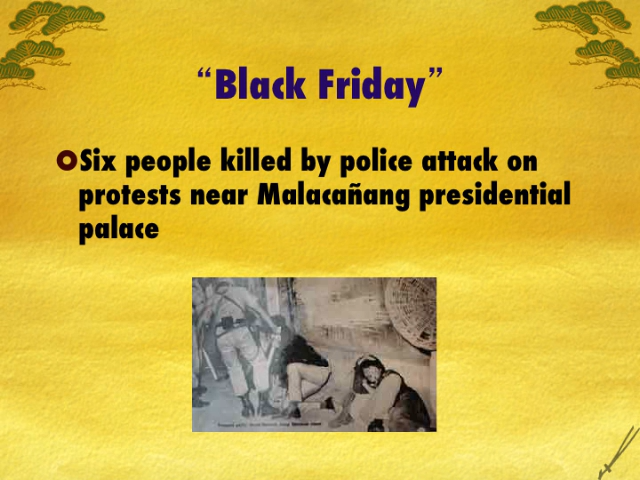 “Black Friday”
Six people killed by police attack on
protests near Malacañang presidential
palace